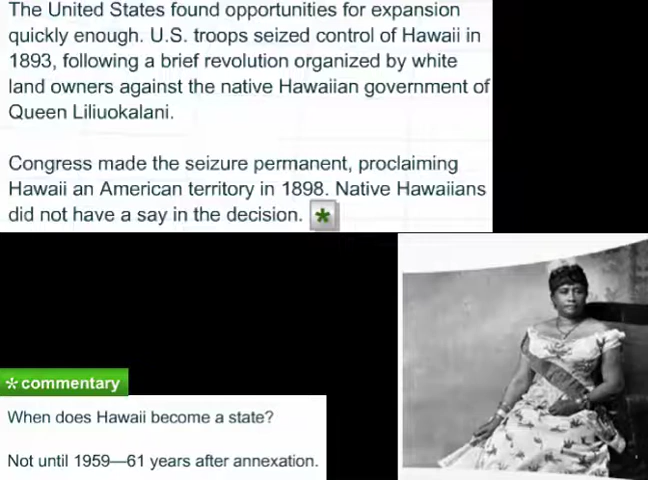 The United States found opportunities for expansion
quickly enough. U.S. troops seized control of Hawaii in
1893, following a brief revolution organized by white
land owners against the native Hawaiian government of
Queen Liliuokalani.
Congress made the seizure permanent, proclaiming
Hawaii an American territory in 1898. Native Hawaiians
did not have a say in the decision. *
* commentary
When does Hawaii become a state?
Not until 1959—61 years after annexation.